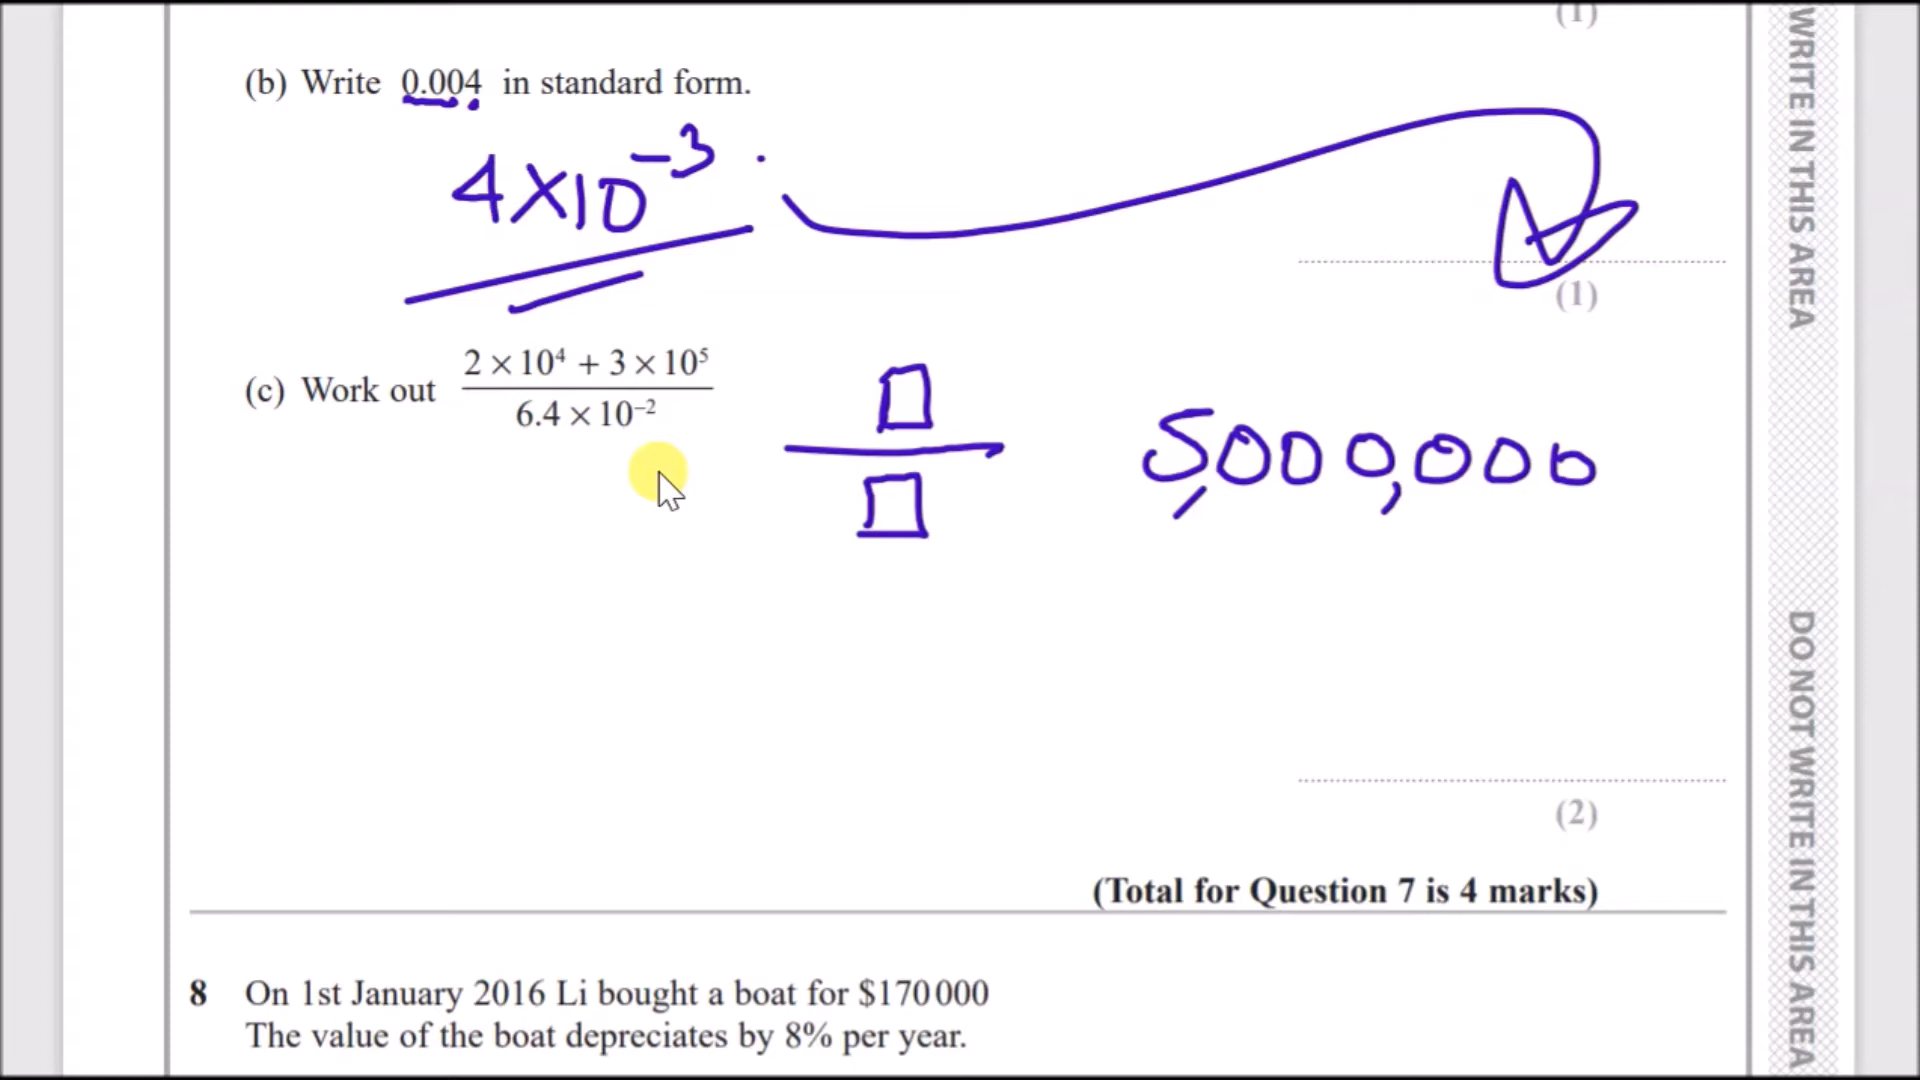 (1)
(b) Write 0.004 in standard form.
4×10⁻³
(1)
(c) Work out (2 × 10⁴ + 3 × 10⁵) / (6.4 × 10⁻²)
□ / □
5,000,000
(2)
(Total for Question 7 is 4 marks)
8 On 1st January 2016 Li bought a boat for $170 000
The value of the boat depreciates by 8% per year.
WRITE IN THIS AREA
DO NOT WRITE IN THIS AREA